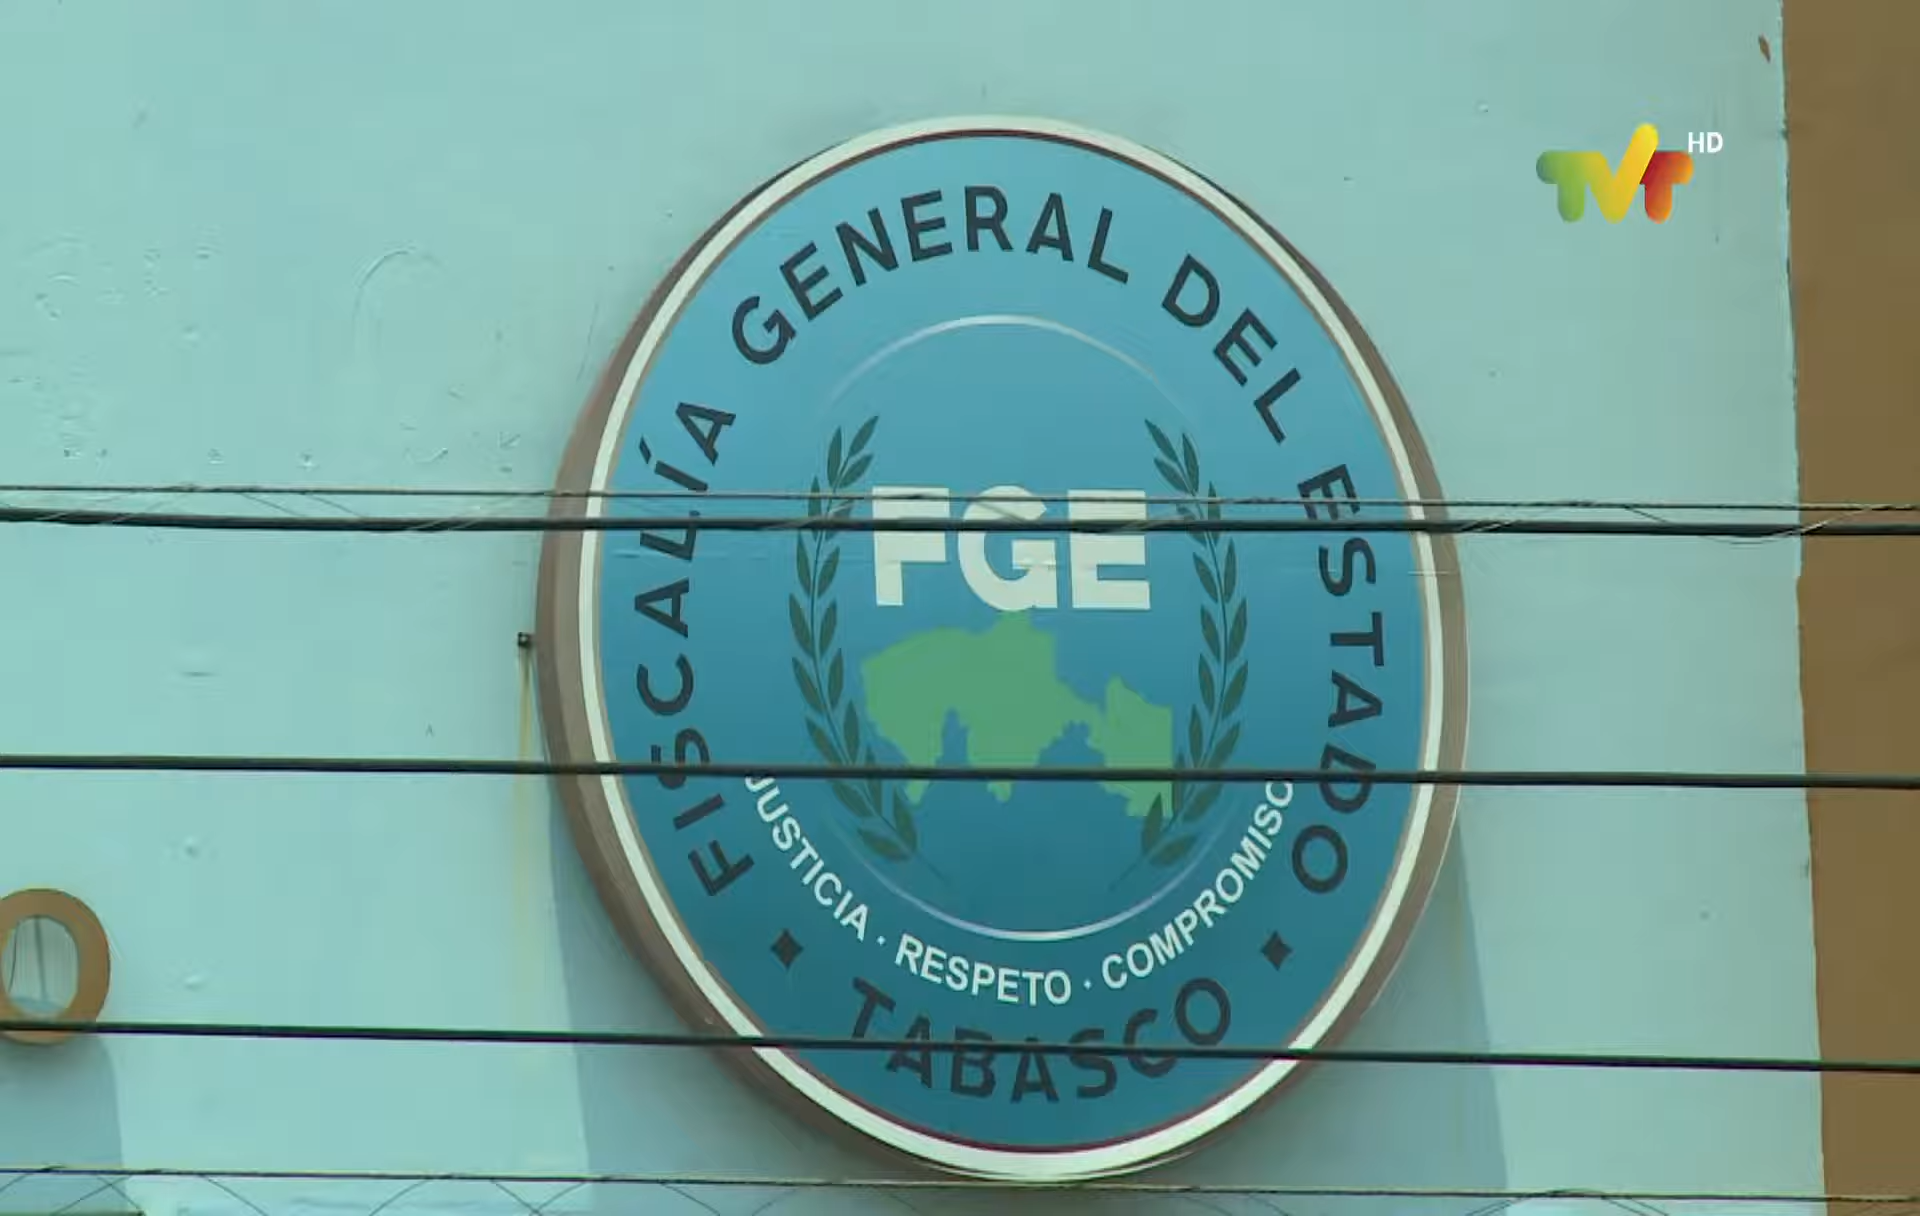 TVT HD
FISCALÍA GENERAL DEL ESTADO
FGE
JUSTICIA · RESPETO · COMPROMISO
TABASCO